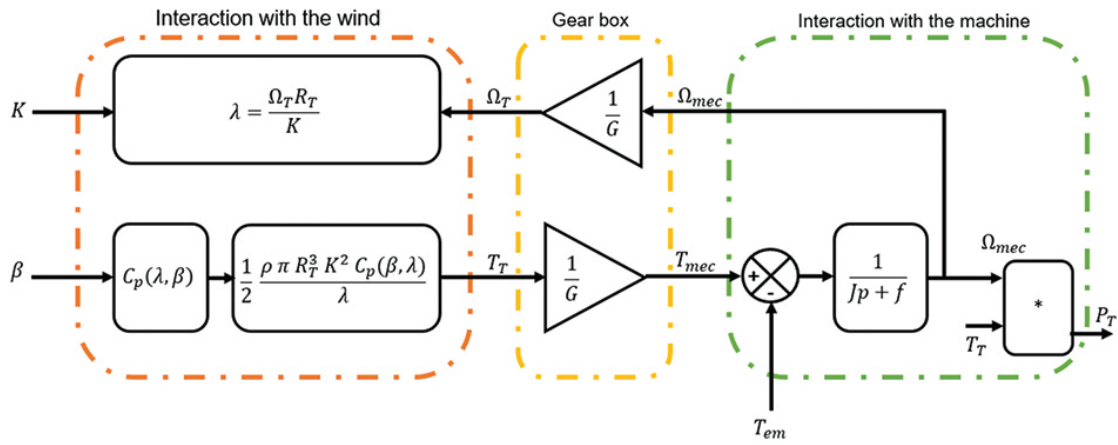 Interaction with the wind
Gear box
Interaction with the machine
K
λ = Ω_T R_T / K
Ω_T
1 / G
Ω_mec
β
C_p(λ, β)
1/2 ρ π R_T^3 K^2 C_p(β, λ) / λ
T_T
1 / G
T_mec
+
-
1 / Jp + f
Ω_mec
*
T_T
P_T
T_em